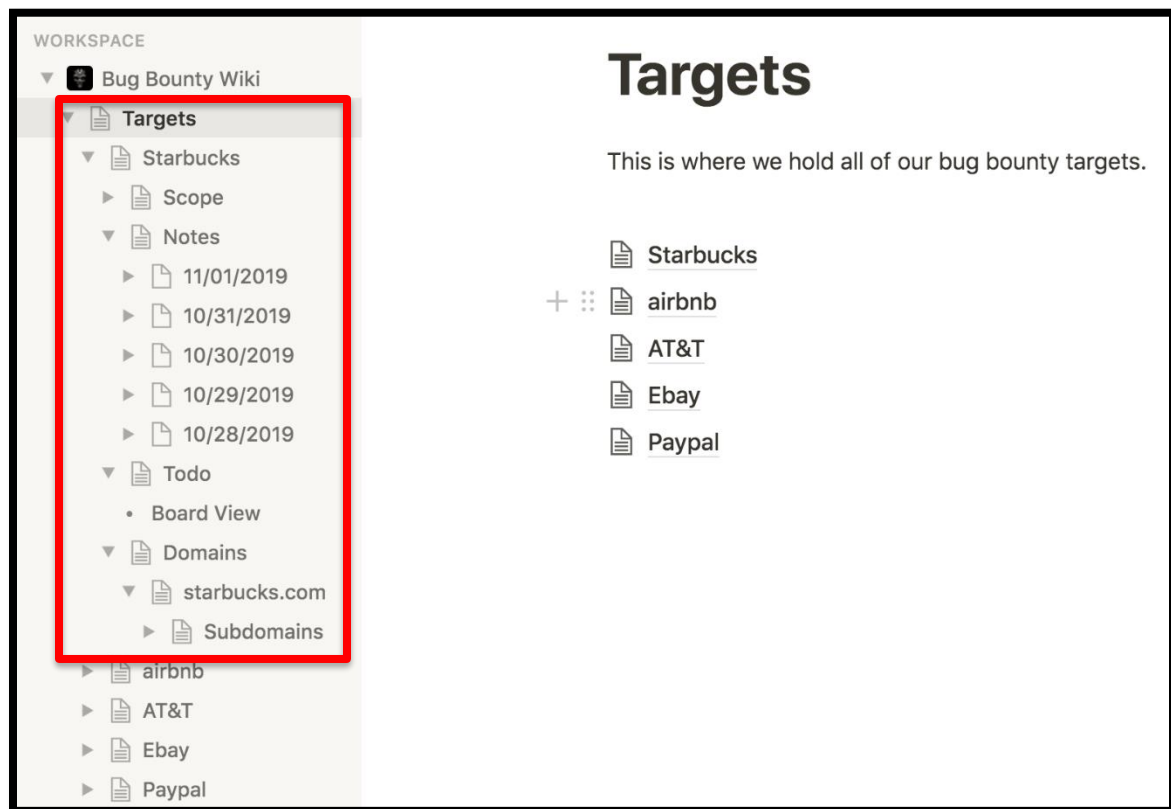 WORKSPACE
Bug Bounty Wiki
Targets
Starbucks
Scope
Notes
11/01/2019
10/31/2019
10/30/2019
10/29/2019
10/28/2019
Todo
• Board View
Domains
starbucks.com
Subdomains
airbnb
AT&T
Ebay
Paypal
Targets
This is where we hold all of our bug bounty targets.
Starbucks
airbnb
AT&T
Ebay
Paypal